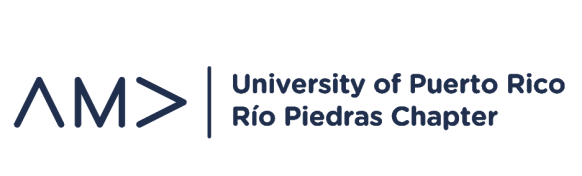 AMA
University of Puerto Rico
Río Piedras Chapter